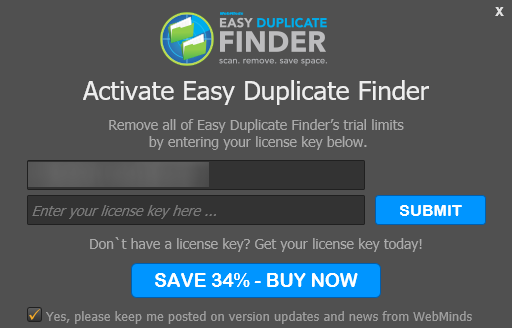 x
WebMinds
EASY DUPLICATE
FINDER
scan. remove. save space.
Activate Easy Duplicate Finder
Remove all of Easy Duplicate Finder's trial limits
by entering your license key below.
Enter your license key here ...
SUBMIT
Don`t have a license key? Get your license key today!
SAVE 34% - BUY NOW
Yes, please keep me posted on version updates and news from WebMinds